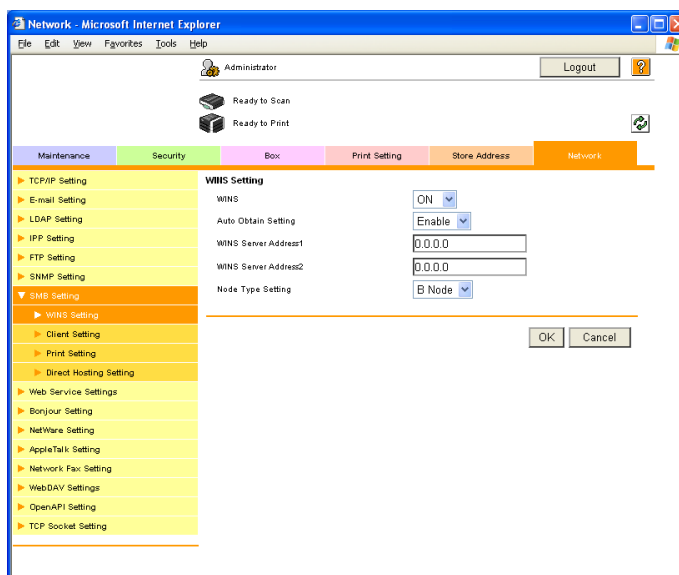 Network - Microsoft Internet Explorer
File Edit View Favorites Tools Help
Administrator
Logout
?
Ready to Scan
Ready to Print
Maintenance Security Box Print Setting Store Address Network
TCP/IP Setting
E-mail Setting
LDAP Setting
IPP Setting
FTP Setting
SNMP Setting
SMB Setting
WINS Setting
Client Setting
Print Setting
Direct Hosting Setting
Web Service Settings
Bonjour Setting
NetWare Setting
AppleTalk Setting
Network Fax Setting
WebDAV Settings
OpenAPI Setting
TCP Socket Setting
WINS Setting
WINS ON
Auto Obtain Setting Enable
WINS Server Address1 0.0.0.0
WINS Server Address2 0.0.0.0
Node Type Setting B Node
OK Cancel